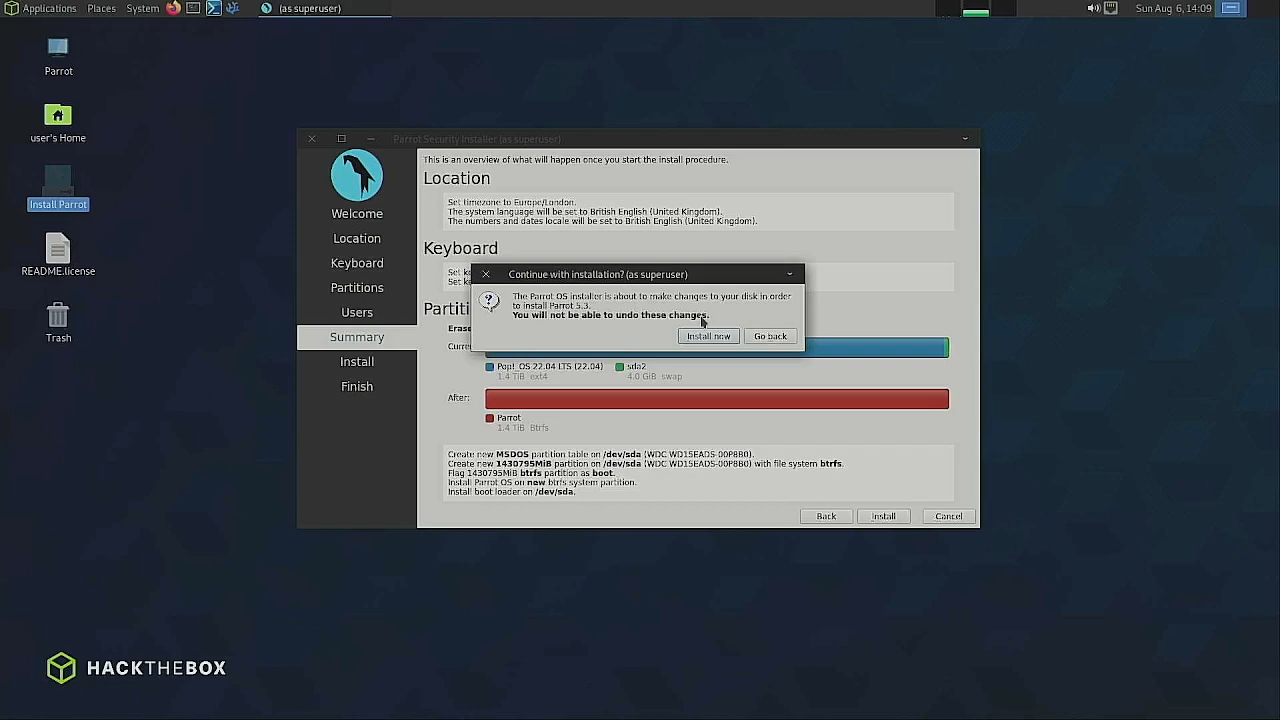 Applications Places System (as superuser) Sun Aug 6, 14:09
Parrot
user's Home
Install Parrot
README.license
Trash
Parrot Security Installer (as superuser)
Welcome
Location
Keyboard
Partitions
Users
Summary
Install
Finish
This is an overview of what will happen once you start the install procedure.
Location
Set timezone to Europe/London.
The system language will be set to British English (United Kingdom).
The numbers and dates locale will be set to British English (United Kingdom).
Keyboard
Set
Set
Continue with installation? (as superuser)
The Parrot OS installer is about to make changes to your disk in order
to install Parrot 5.3.
You will not be able to undo these changes.
Install now Go back
Pop!_OS 22.04 LTS (22.04) sda2
1.4 TiB ext4 4.0 GiB swap
After:
Parrot
1.4 TiB Btrfs
Create new MSDOS partition table on /dev/sda (WDC WD15EADS-00P8B0).
Create new 1430795MiB partition on /dev/sda (WDC WD15EADS-00P8B0) with file system btrfs.
Flag 1430795MiB btrfs partition as boot.
Install Parrot OS on new btrfs system partition.
Install boot loader on /dev/sda.
Back Install Cancel
HACKTHEBOX